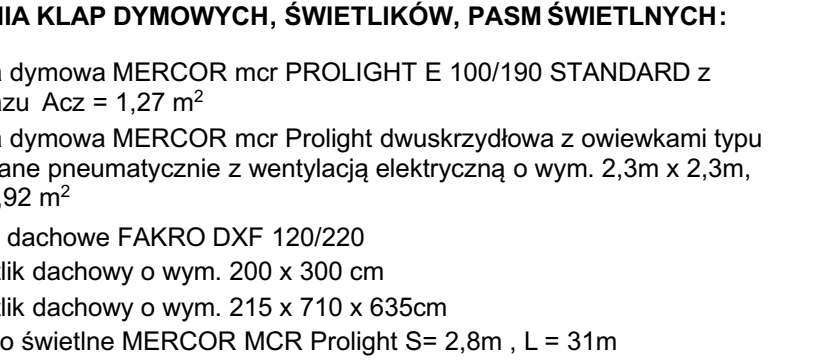 NIA KLAP DYMOWYCH, ŚWIETLIKÓW, PASM ŚWIETLNYCH:
a dymowa MERCOR mcr PROLIGHT E 100/190 STANDARD z
azu Acz = 1,27 m²
a dymowa MERCOR mcr Prolight dwuskrzydłowa z owiewkami typu
ane pneumatycznie z wentylacją elektryczną o wym. 2,3m x 2,3m,
,92 m²
dachowe FAKRO DXF 120/220
lik dachowy o wym. 200 x 300 cm
lik dachowy o wym. 215 x 710 x 635cm
o świetlne MERCOR MCR Prolight S= 2,8m , L = 31m